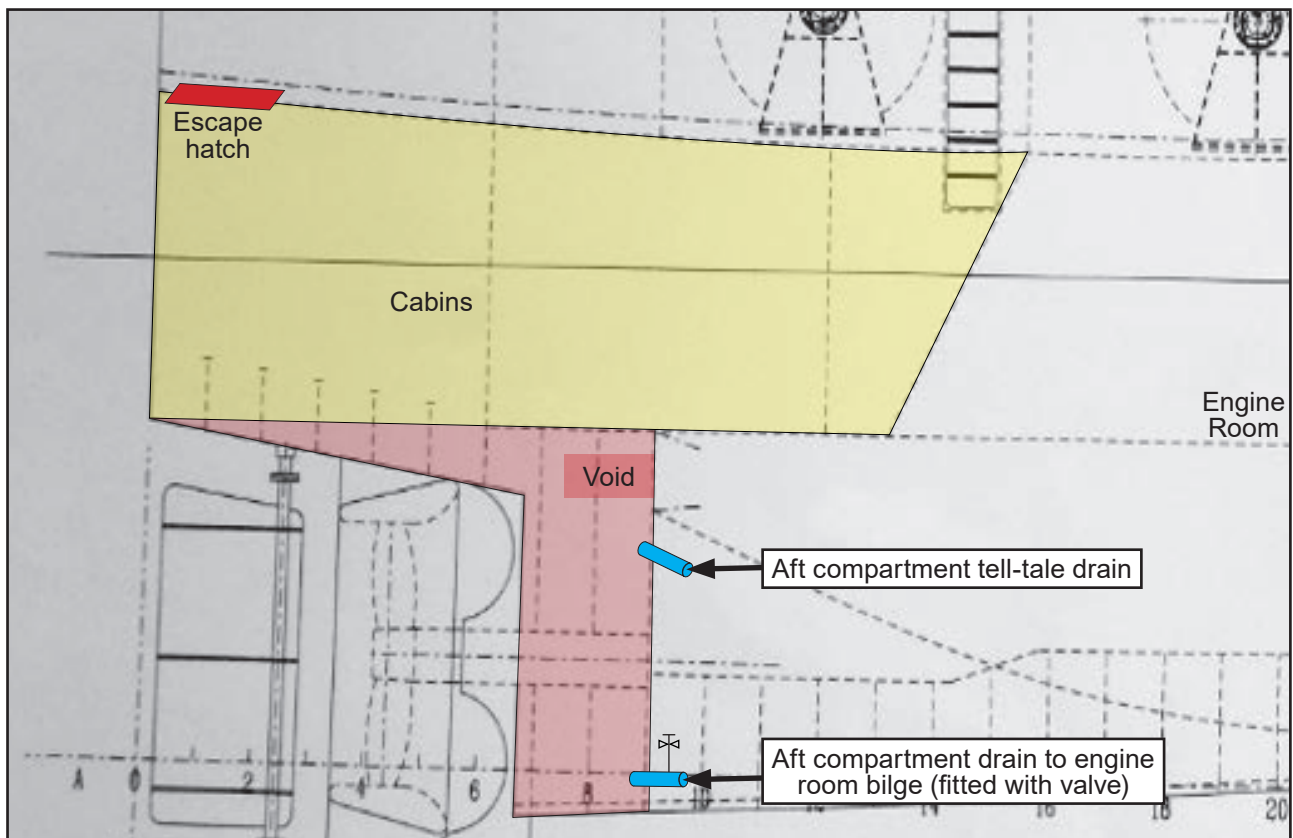 Escape
hatch
Cabins
Engine
Room
Void
Aft compartment tell-tale drain
Aft compartment drain to engine
room bilge (fitted with valve)
A 0 2 4 6 8 10 14 16 18 20